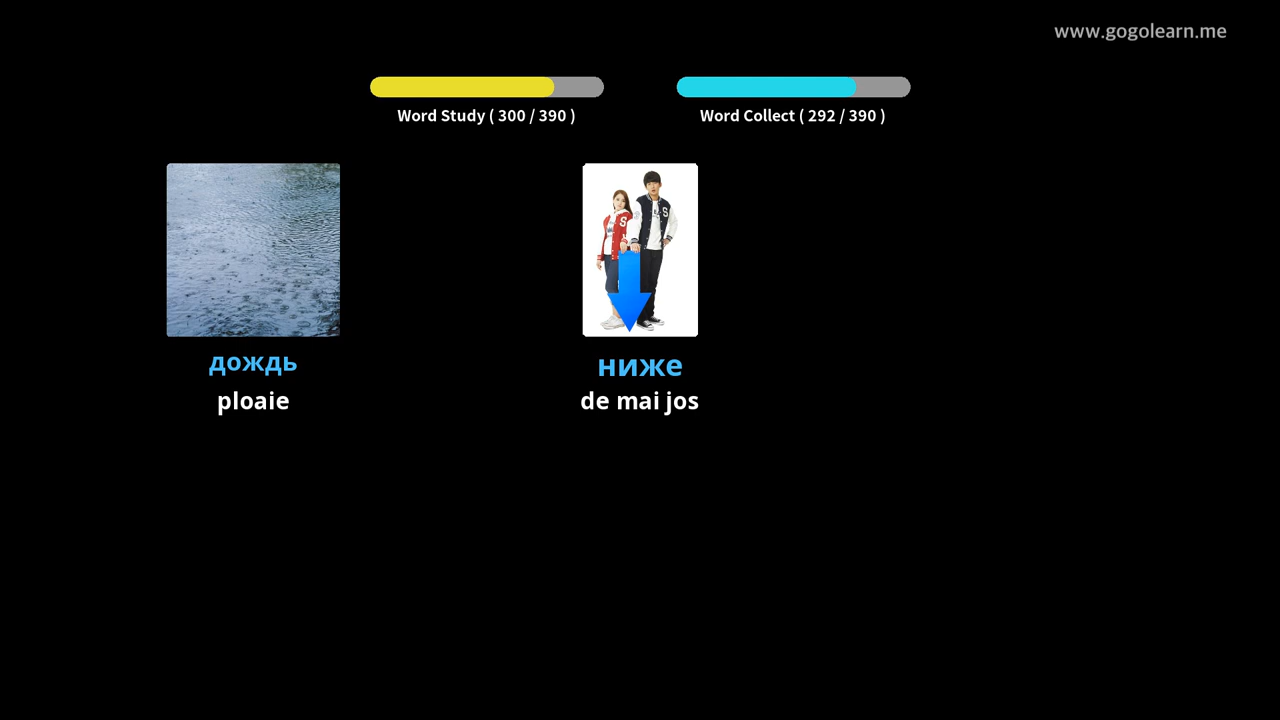 www.gogolearn.me
Word Study ( 300 / 390 )
Word Collect ( 292 / 390 )
S
S
дождь
ploaie
ниже
de mai jos